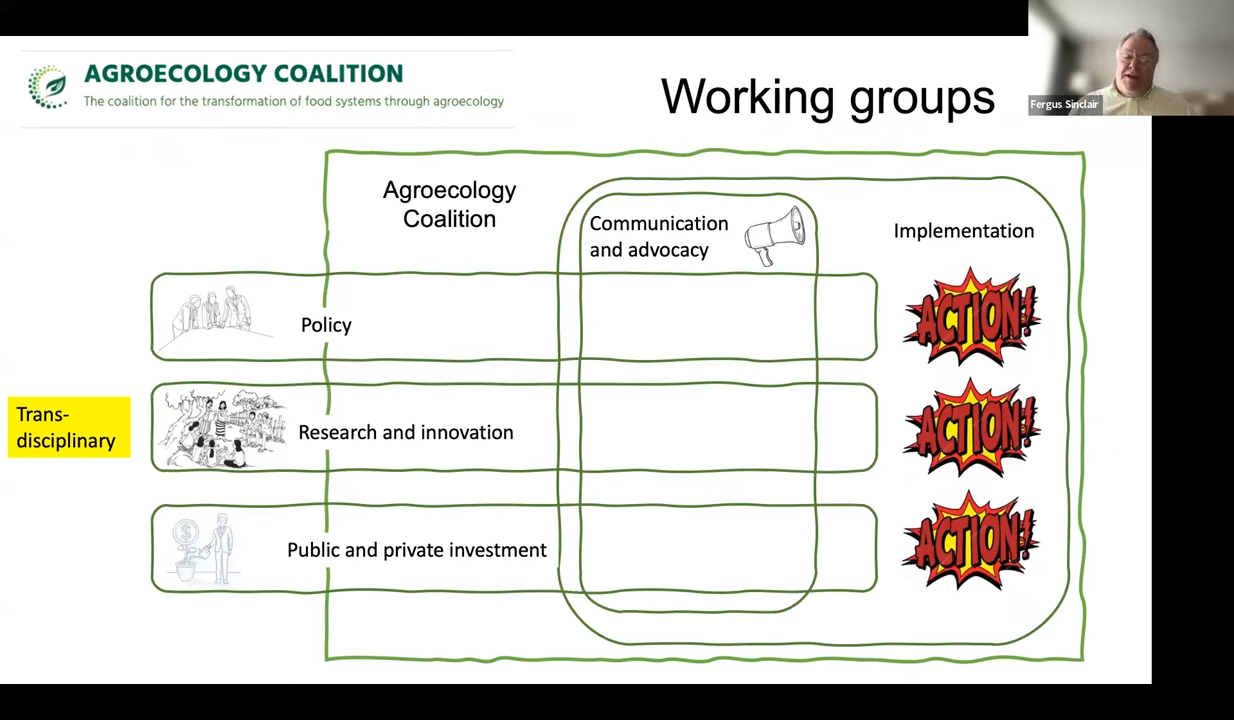 AGROECOLOGY COALITION
The coalition for the transformation of food systems through agroecology
Working groups
Fergus Sinclair
Agroecology
Coalition
Communication
and advocacy
Implementation
Policy
ACTION!
Trans-
disciplinary
Research and innovation
ACTION!
$
Public and private investment
ACTION!